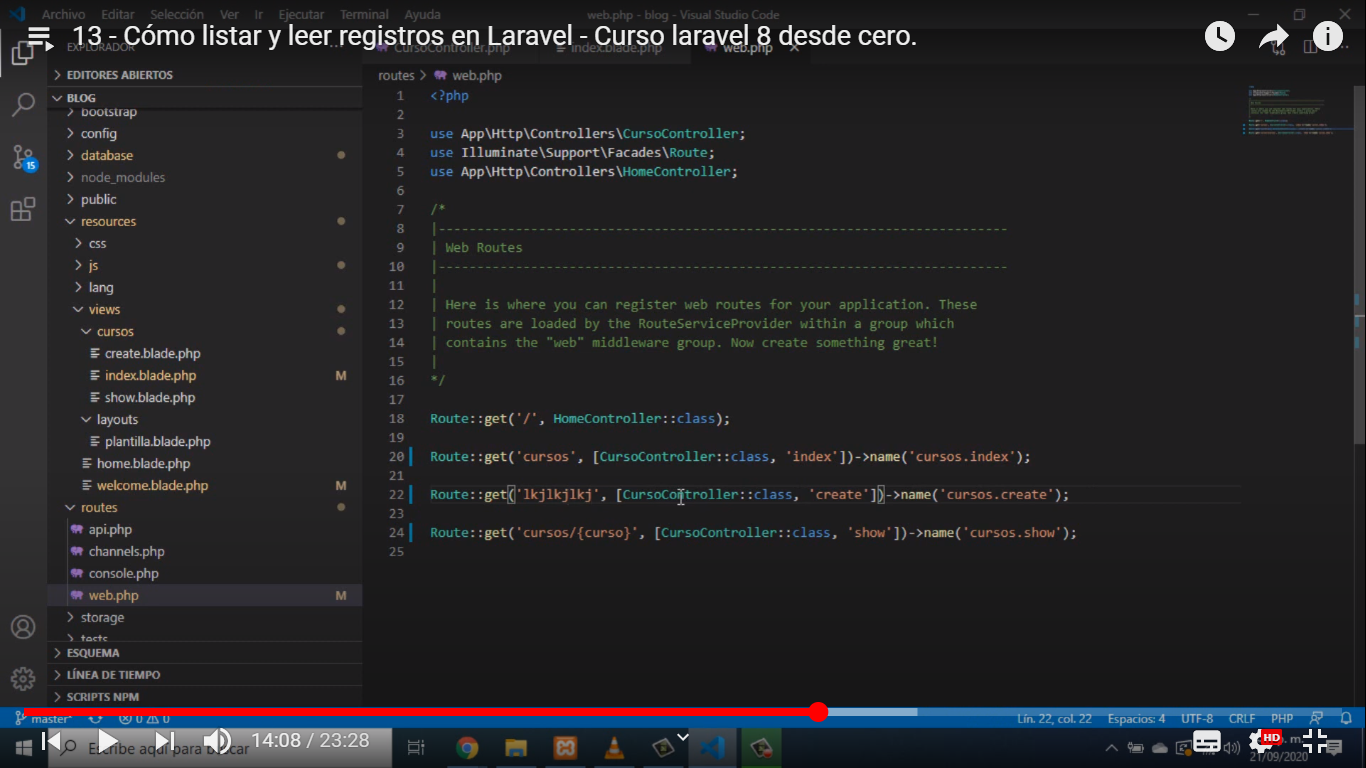 Archivo Editar Selección Ver Ir Ejecutar Terminal Ayuda
web.php - blog - Visual Studio Code
13 - Cómo listar y leer registros en Laravel - Curso laravel 8 desde cero.
EXPLORADOR
CursoController.php index.blade.php web.php
EDITORES ABIERTOS
BLOG
bootstrap
config
database
node_modules
public
resources
css
js
lang
views
cursos
create.blade.php
index.blade.php M
show.blade.php
layouts
plantilla.blade.php
home.blade.php
welcome.blade.php M
routes
api.php
channels.php
console.php
web.php M
storage
tests
ESQUEMA
LÍNEA DE TIEMPO
SCRIPTS NPM
15
routes > web.php
1 <?php
2
3 use App\Http\Controllers\CursoController;
4 use Illuminate\Support\Facades\Route;
5 use App\Http\Controllers\HomeController;
6
7 /*
8 |--------------------------------------------------------------------------
9 | Web Routes
10 |--------------------------------------------------------------------------
11 |
12 | Here is where you can register web routes for your application. These
13 | routes are loaded by the RouteServiceProvider within a group which
14 | contains the "web" middleware group. Now create something great!
15 |
16 */
17
18 Route::get('/', HomeController::class);
19
20 Route::get('cursos', [CursoController::class, 'index'])->name('cursos.index');
21
22 Route::get('lkjlkjlkj', [CursoController::class, 'create'])->name('cursos.create');
23
24 Route::get('cursos/{curso}', [CursoController::class, 'show'])->name('cursos.show');
25
master* 0 0
Lín. 22, col. 22 Espacios: 4 UTF-8 CRLF PHP
Escribe aquí para buscar
14:08 / 23:28
HD
21/09/2020